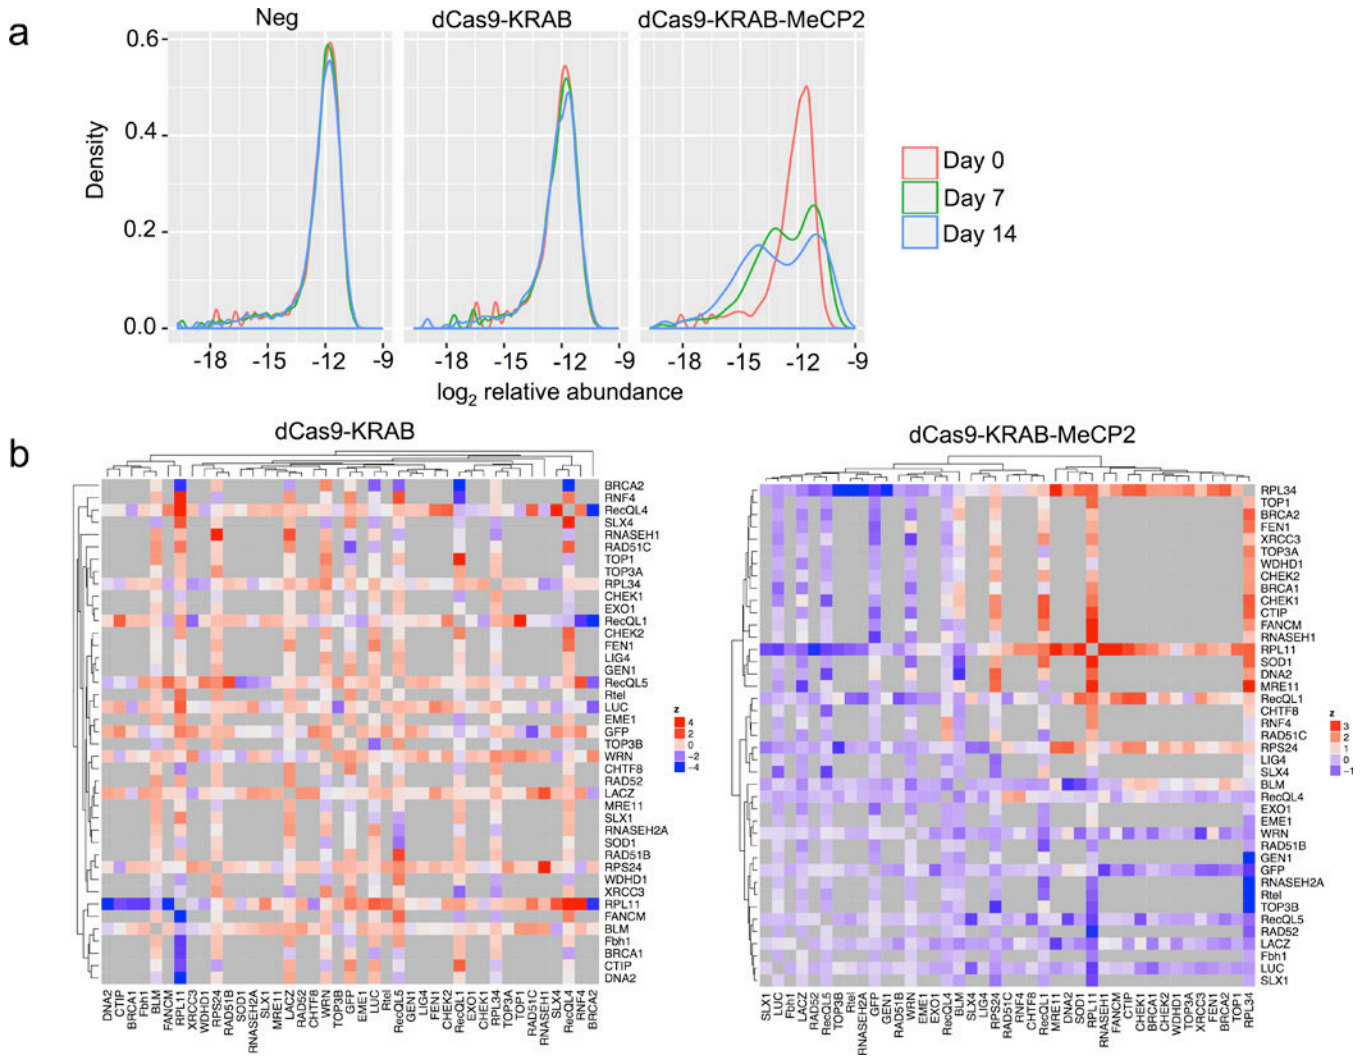 a
Neg
dCas9-KRAB
dCas9-KRAB-MeCP2
0.6
0.4
0.2
0.0
Density
-18 -15 -12 -9
-18 -15 -12 -9
-18 -15 -12 -9
log2 relative abundance
Day 0
Day 7
Day 14
b
dCas9-KRAB
BRCA2
RNF4
RecQL4
SLX4
RNASEH1
RAD51C
TOP1
TOP3A
RPL34
CHEK1
EXO1
RecQL1
CHEK2
FEN1
LIG4
GEN1
RecQL5
Rtel
LUC
EME1
GFP
TOP3B
WRN
CHTF8
RAD52
LACZ
MRE11
SLX1
RNASEH2A
SOD1
RAD51B
RPS24
WDHD1
XRCC3
RPL11
FANCM
BLM
Fbh1
BRCA1
CTIP
DNA2
DNA2
CTIP
BRCA1
Fbh1
BLM
FANCM
RPL11
XRCC3
WDHD1
RPS24
RAD51B
SOD1
RNASEH2A
SLX1
MRE11
LACZ
RAD52
CHTF8
WRN
TOP3B
GFP
EME1
LUC
Rtel
RecQL5
GEN1
LIG4
FEN1
CHEK2
RecQL1
CHEK1
RPL34
TOP3A
TOP1
RAD51C
RNASEH1
SLX4
RecQL4
RNF4
BRCA2
z
4
2
0
-2
-4
dCas9-KRAB-MeCP2
RPL34
TOP1
BRCA2
FEN1
XRCC3
TOP3A
WDHD1
CHEK2
BRCA1
CHEK1
CTIP
FANCM
RNASEH1
RPL11
SOD1
DNA2
MRE11
RecQL1
CHTF8
RNF4
RAD51C
RPS24
LIG4
SLX4
BLM
RecQL4
EXO1
EME1
WRN
RAD51B
GEN1
GFP
RNASEH2A
Rtel
TOP3B
RecQL5
RAD52
LACZ
Fbh1
LUC
SLX1
SLX1
LUC
Fbh1
LACZ
RAD52
RecQL5
TOP3B
Rtel
RNASEH2A
GFP
GEN1
RAD51B
WRN
EME1
EXO1
RecQL4
BLM
SLX4
LIG4
RPS24
RAD51C
RNF4
CHTF8
RecQL1
MRE11
DNA2
SOD1
RPL11
RNASEH1
FANCM
CTIP
CHEK1
BRCA1
CHEK2
WDHD1
TOP3A
XRCC3
FEN1
BRCA2
TOP1
RPL34
z
3
2
1
0
-1